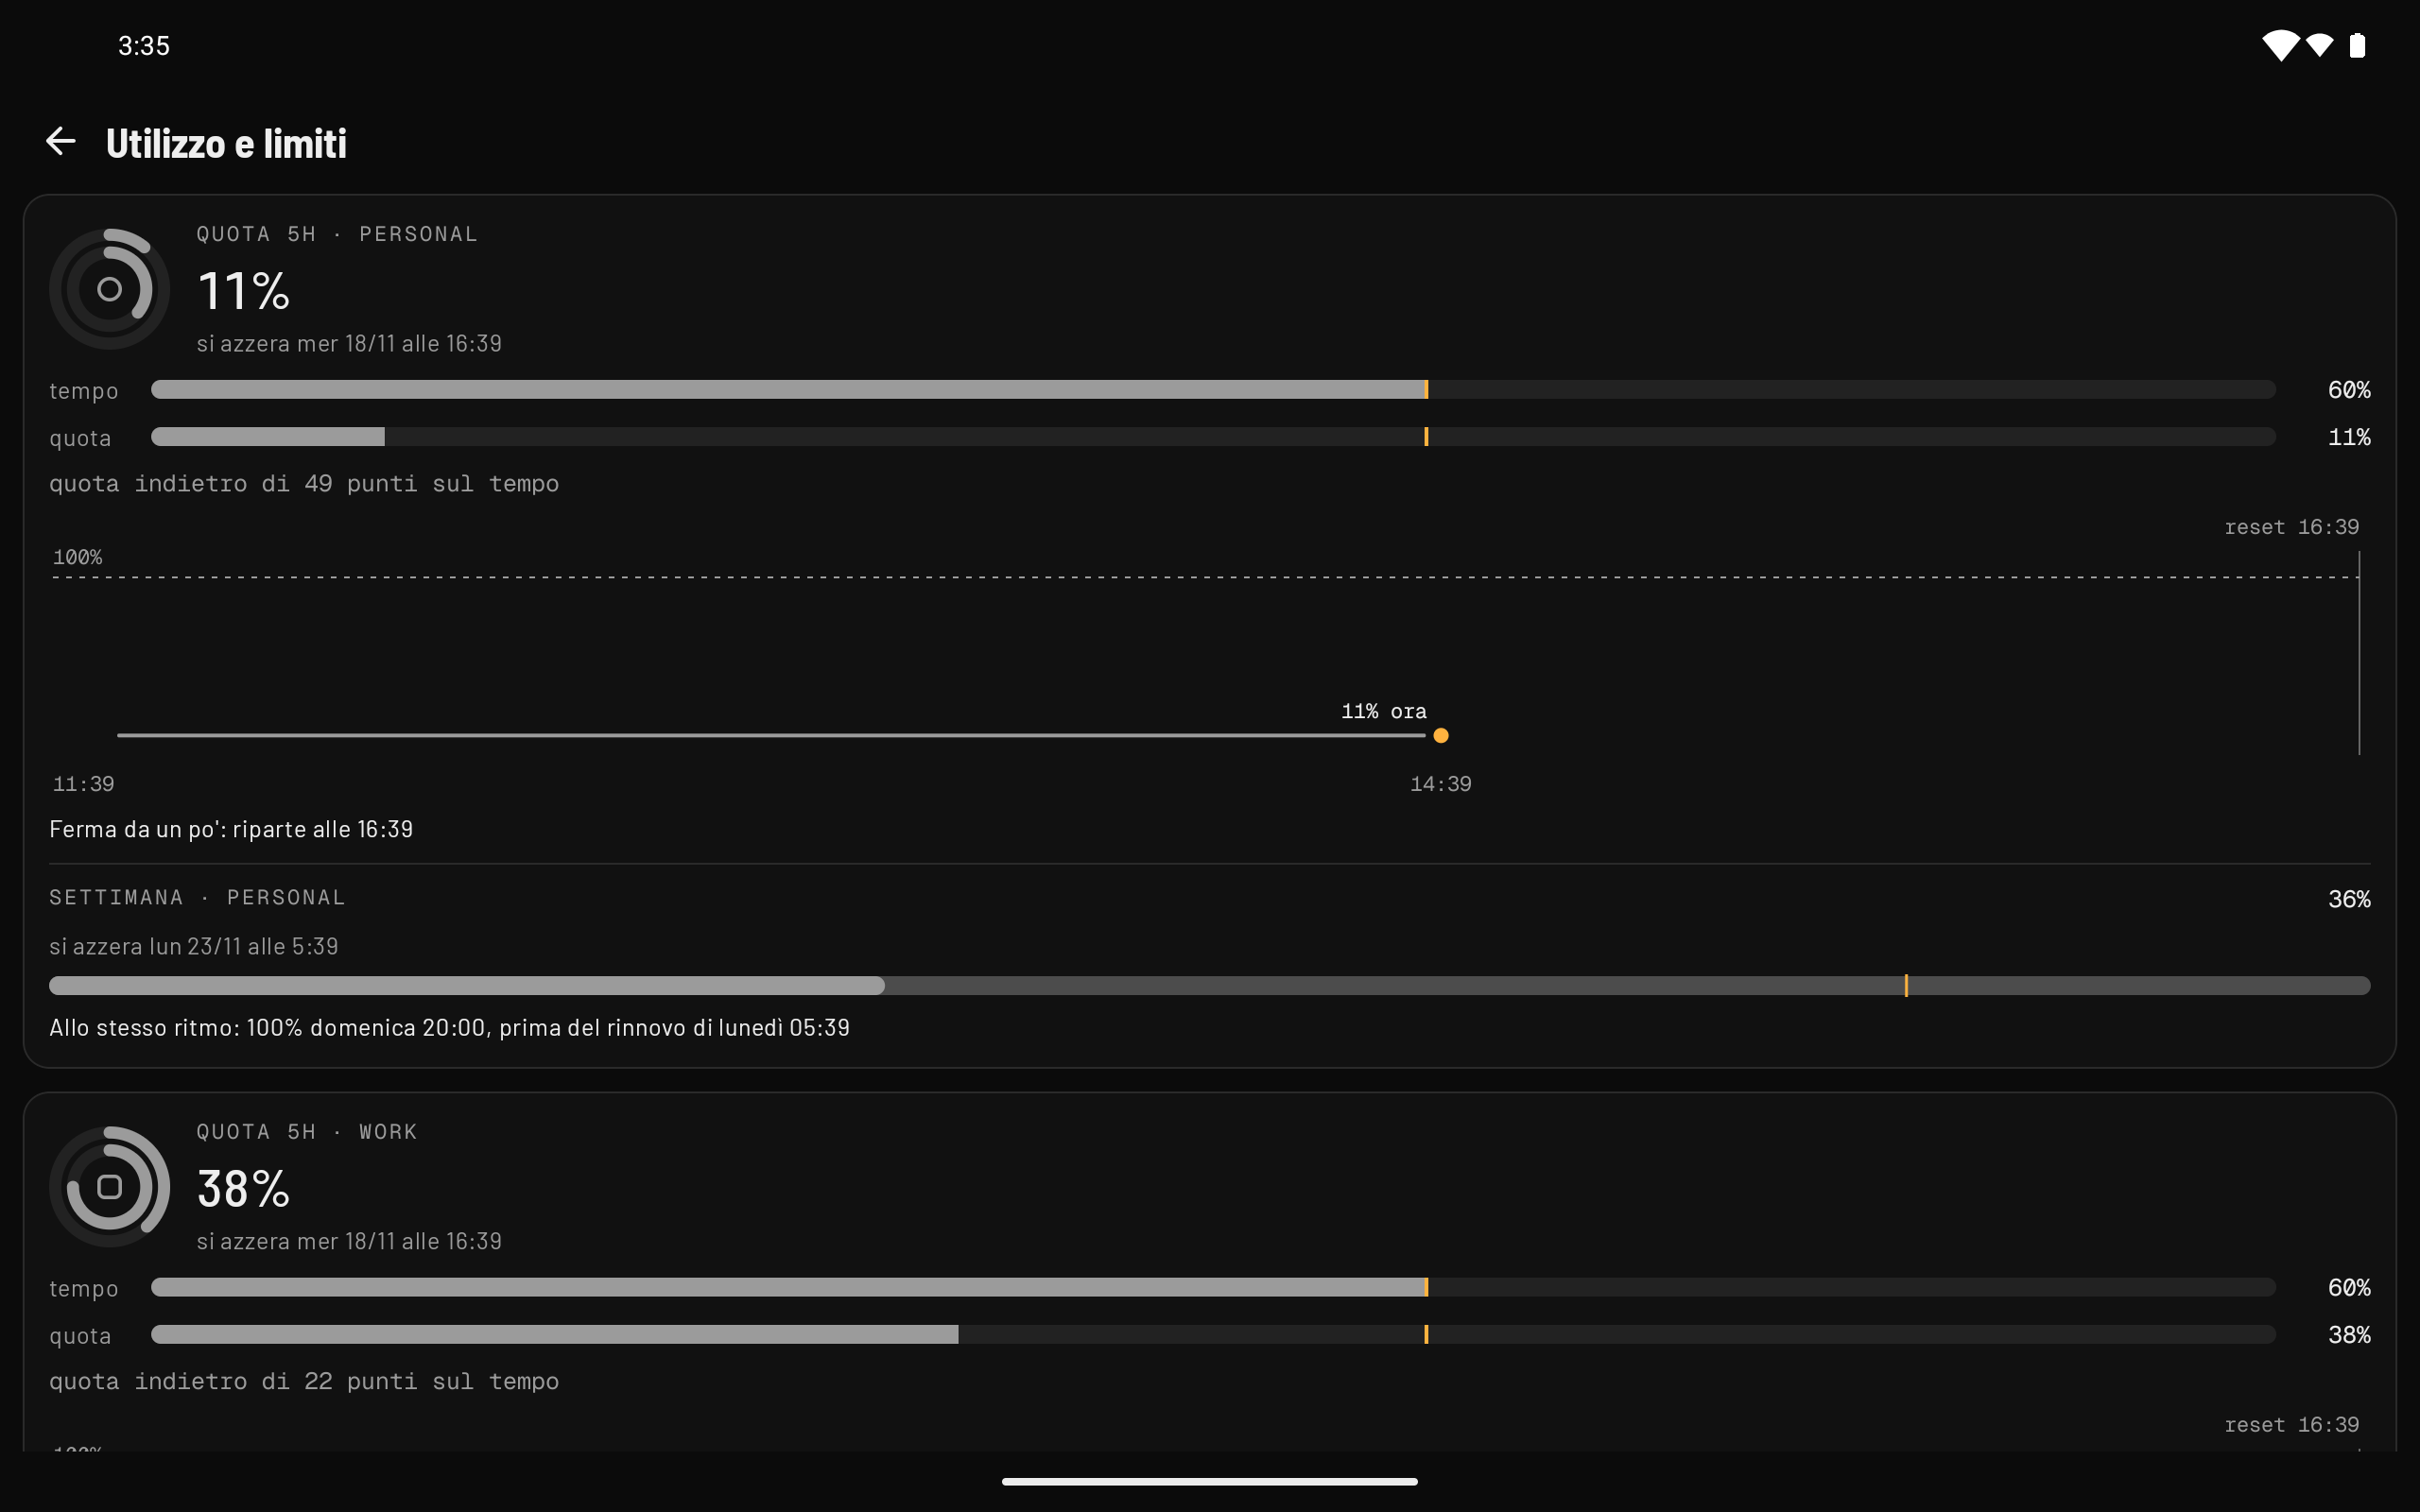 3:35
Utilizzo e limiti
QUOTA 5H · PERSONAL
11%
si azzera mer 18/11 alle 16:39
tempo 60%
quota 11%
quota indietro di 49 punti sul tempo
reset 16:39
100%
11% ora
11:39 14:39
Ferma da un po': riparte alle 16:39
SETTIMANA · PERSONAL 36%
si azzera lun 23/11 alle 5:39
Allo stesso ritmo: 100% domenica 20:00, prima del rinnovo di lunedì 05:39
QUOTA 5H · WORK
38%
si azzera mer 18/11 alle 16:39
tempo 60%
quota 38%
quota indietro di 22 punti sul tempo
reset 16:39